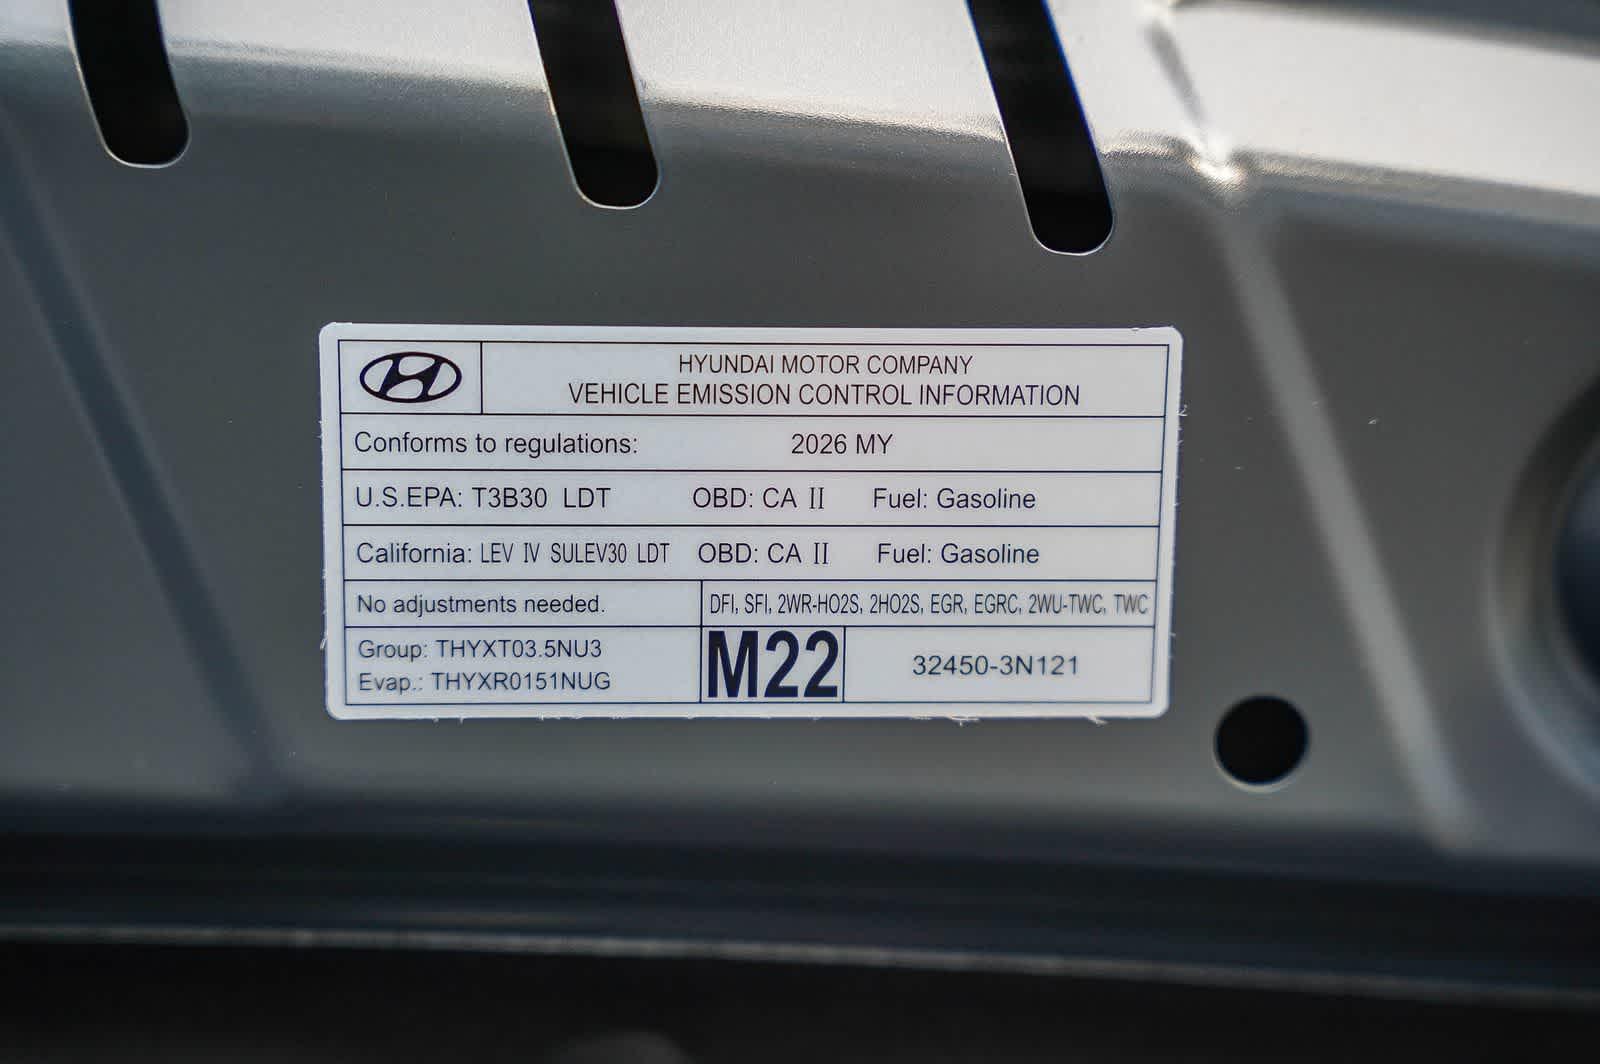 HYUNDAI MOTOR COMPANY
VEHICLE EMISSION CONTROL INFORMATION
Conforms to regulations: 2026 MY
U.S.EPA: T3B30 LDT OBD: CA II Fuel: Gasoline
California: LEV IV SULEV30 LDT OBD: CA II Fuel: Gasoline
No adjustments needed. DFI, SFI, 2WR-HO2S, 2HO2S, EGR, EGRC, 2WU-TWC, TWC
Group: THYXT03.5NU3
Evap.: THYXR0151NUG
M22
32450-3N121